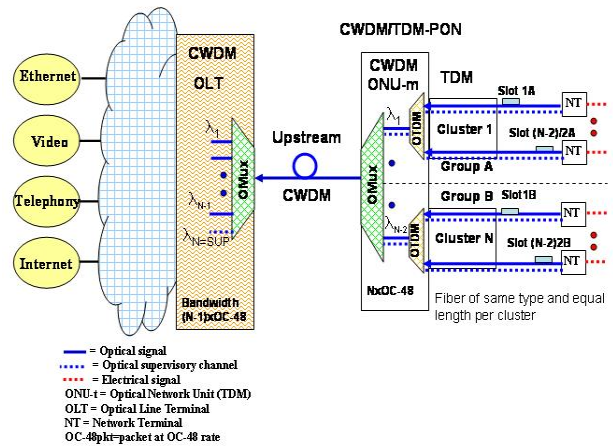 CWDM/TDM-PON
Ethernet
Video
Telephony
Internet
CWDM
OLT
λ1
λN-1
λN=SUP
OMux
Bandwidth
(N-1)xOC-48
Upstream
CWDM
CWDM
ONU-m
λ1
OMux
λN-2
NxOC-48
TDM
OTDM
Cluster 1
Group A
Slot 1A
NT
Slot (N-2)/2A
NT
Group B
Slot1B
OTDM
Cluster N
NT
Slot (N-2)2B
NT
Fiber of same type and equal
length per cluster
= Optical signal
= Optical supervisory channel
= Electrical signal
ONU-t = Optical Network Unit (TDM)
OLT = Optical Line Terminal
NT = Network Terminal
OC-48pkt=packet at OC-48 rate